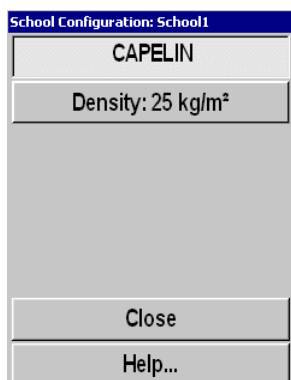 School Configuration: School1
CAPELIN
Density: 25 kg/m²
Close
Help...